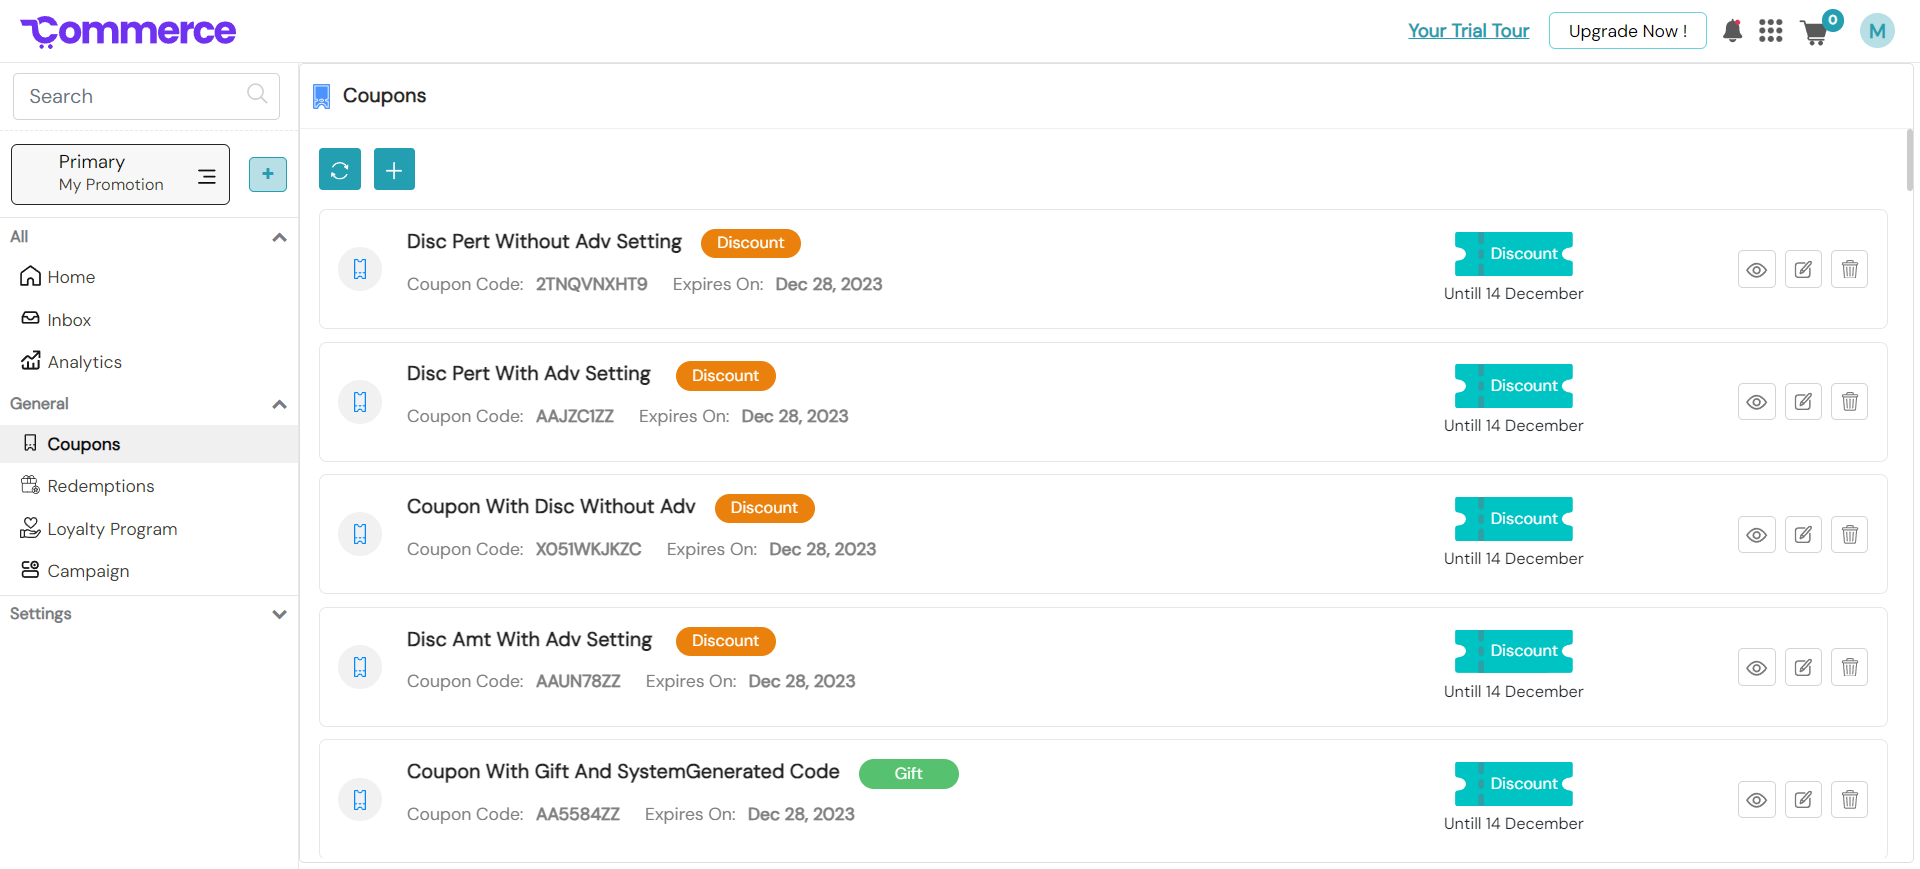 Commerce
Your Trial Tour
Upgrade Now !
0
M
Search
Coupons
Primary
My Promotion
+
All
Home
Inbox
Analytics
General
Coupons
Redemptions
Loyalty Program
Campaign
Settings
Disc Pert Without Adv Setting Discount
Coupon Code: 2TNQVNXHT9 Expires On: Dec 28, 2023
Discount
Untill 14 December
Disc Pert With Adv Setting Discount
Coupon Code: AAJZC1ZZ Expires On: Dec 28, 2023
Discount
Untill 14 December
Coupon With Disc Without Adv Discount
Coupon Code: X051WKJKZC Expires On: Dec 28, 2023
Discount
Untill 14 December
Disc Amt With Adv Setting Discount
Coupon Code: AAUN78ZZ Expires On: Dec 28, 2023
Discount
Untill 14 December
Coupon With Gift And SystemGenerated Code Gift
Coupon Code: AA5584ZZ Expires On: Dec 28, 2023
Discount
Untill 14 December